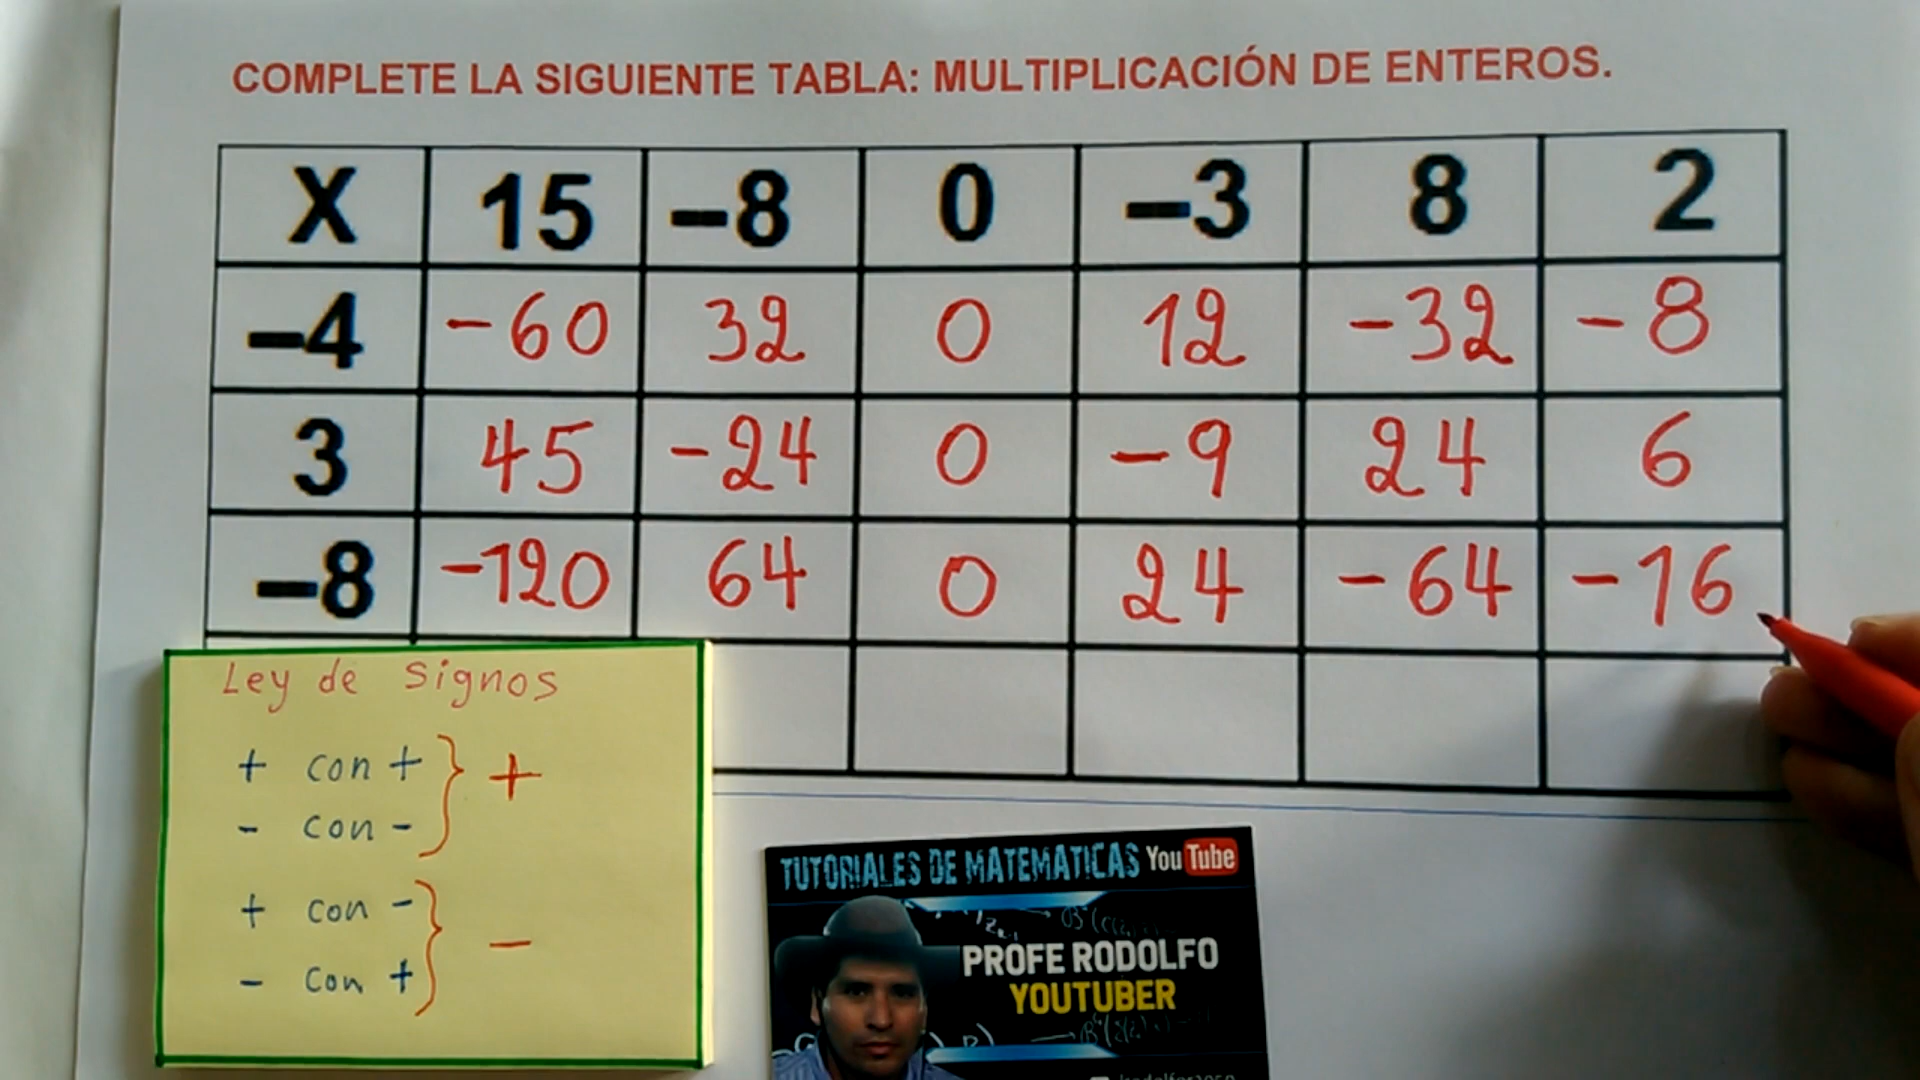 COMPLETE LA SIGUIENTE TABLA: MULTIPLICACIÓN DE ENTEROS.
X 15 –8 0 –3 8 2
–4 -60 32 0 12 -32 -8
3 45 -24 0 -9 24 6
–8 -120 64 0 24 -64 -16
Ley de Signos
+ con + } +
- con -
+ con - } -
- con +
TUTORIALES DE MATEMATICAS YouTube
PROFE RODOLFO
YOUTUBER